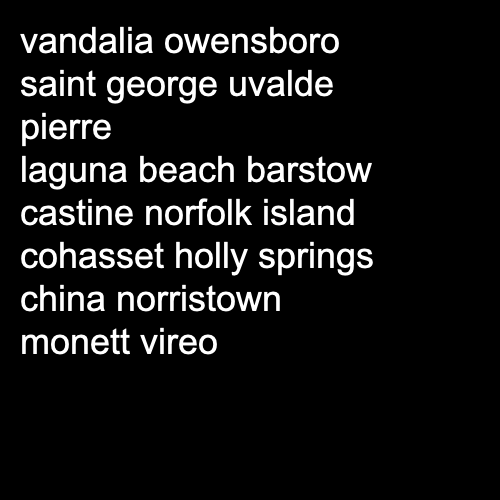 vandalia owensboro
saint george uvalde
pierre
laguna beach barstow
castine norfolk island
cohasset holly springs
china norristown
monett vireo